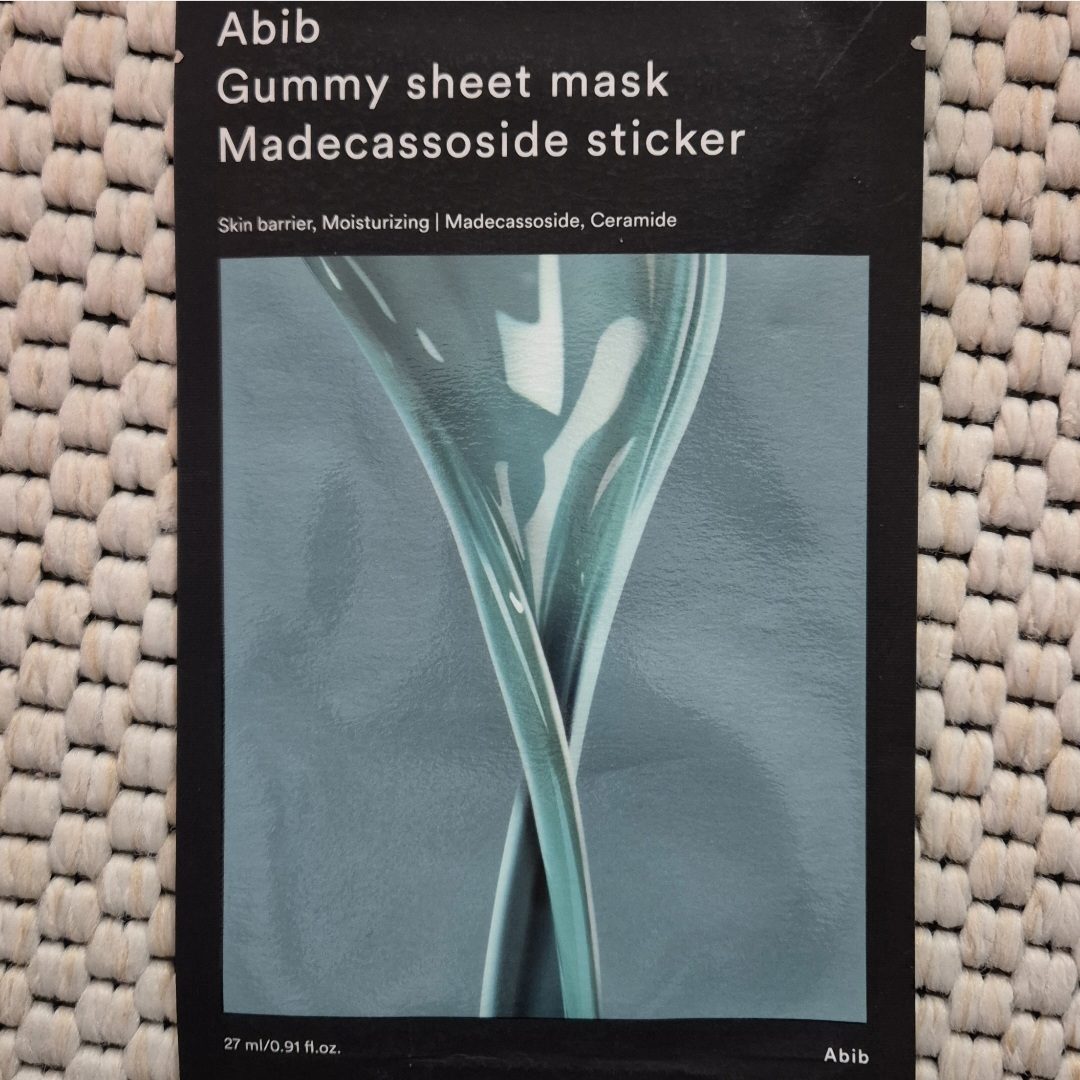 Abib
Gummy sheet mask
Madecassoside sticker
Skin barrier, Moisturizing | Madecassoside, Ceramide
27 ml/0.91 fl.oz.
Abib